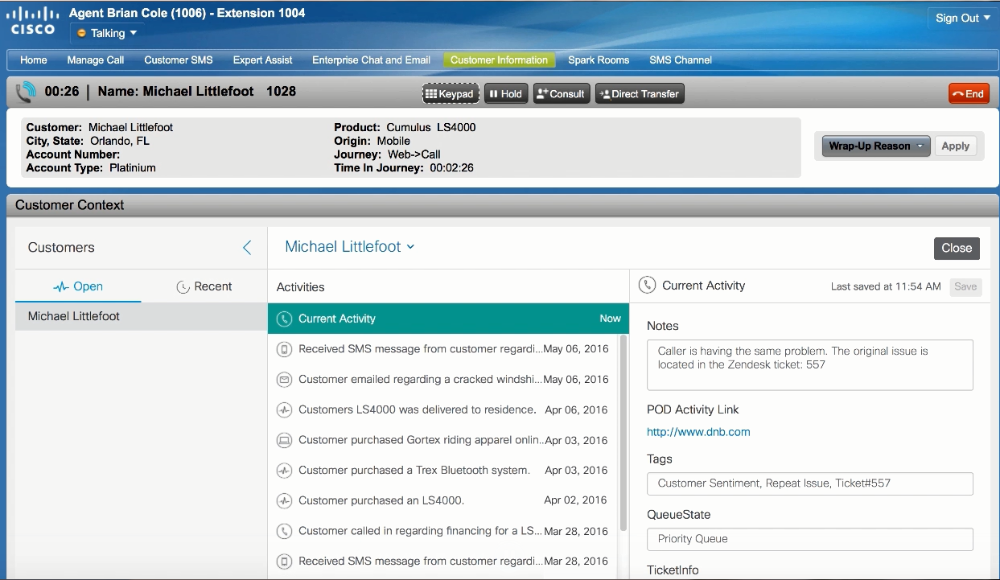 CISCO
Agent Brian Cole (1006) - Extension 1004
Talking
Sign Out
Home Manage Call Customer SMS Expert Assist Enterprise Chat and Email Customer Information Spark Rooms SMS Channel
00:26 | Name: Michael Littlefoot 1028 Keypad Hold Consult Direct Transfer End
Customer: Michael Littlefoot
City, State: Orlando, FL
Account Number:
Account Type: Platinium
Product: Cumulus LS4000
Origin: Mobile
Journey: Web->Call
Time In Journey: 00:02:26
Wrap-Up Reason Apply
Customer Context
Customers
Open Recent
Michael Littlefoot
Michael Littlefoot
Close
Activities
Current Activity Now
Received SMS message from customer regardi... May 06, 2016
Customer emailed regarding a cracked windshi... May 06, 2016
Customers LS4000 was delivered to residence. Apr 06, 2016
Customer purchased Gortex riding apparel onlin... Apr 03, 2016
Customer purchased a Trex Bluetooth system. Apr 03, 2016
Customer purchased an LS4000. Apr 02, 2016
Customer called in regarding financing for a LS... Mar 28, 2016
Received SMS message from customer regardi... Mar 28, 2016
Current Activity Last saved at 11:54 AM Save
Notes
Caller is having the same problem. The original issue is
located in the Zendesk ticket: 557
POD Activity Link
http://www.dnb.com
Tags
Customer Sentiment, Repeat Issue, Ticket#557
QueueState
Priority Queue
TicketInfo